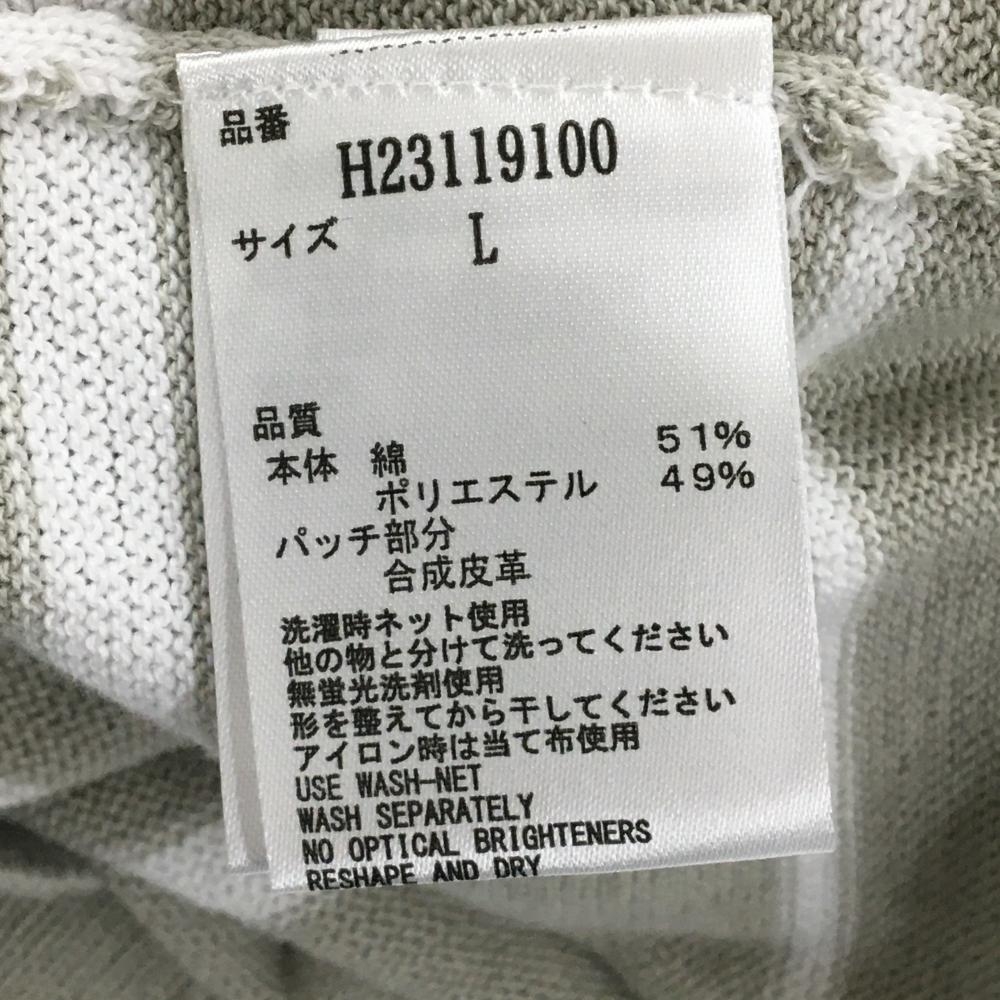 品番
H23119100
サイズ L
品質
本体 綿 51%
ポリエステル 49%
パッチ部分
合成皮革
洗濯時ネット使用
他の物と分けて洗ってください
無蛍光洗剤使用
形を整えてから干してください
アイロン時は当て布使用
USE WASH-NET
WASH SEPARATELY
NO OPTICAL BRIGHTENERS
RESHAPE AND DRY